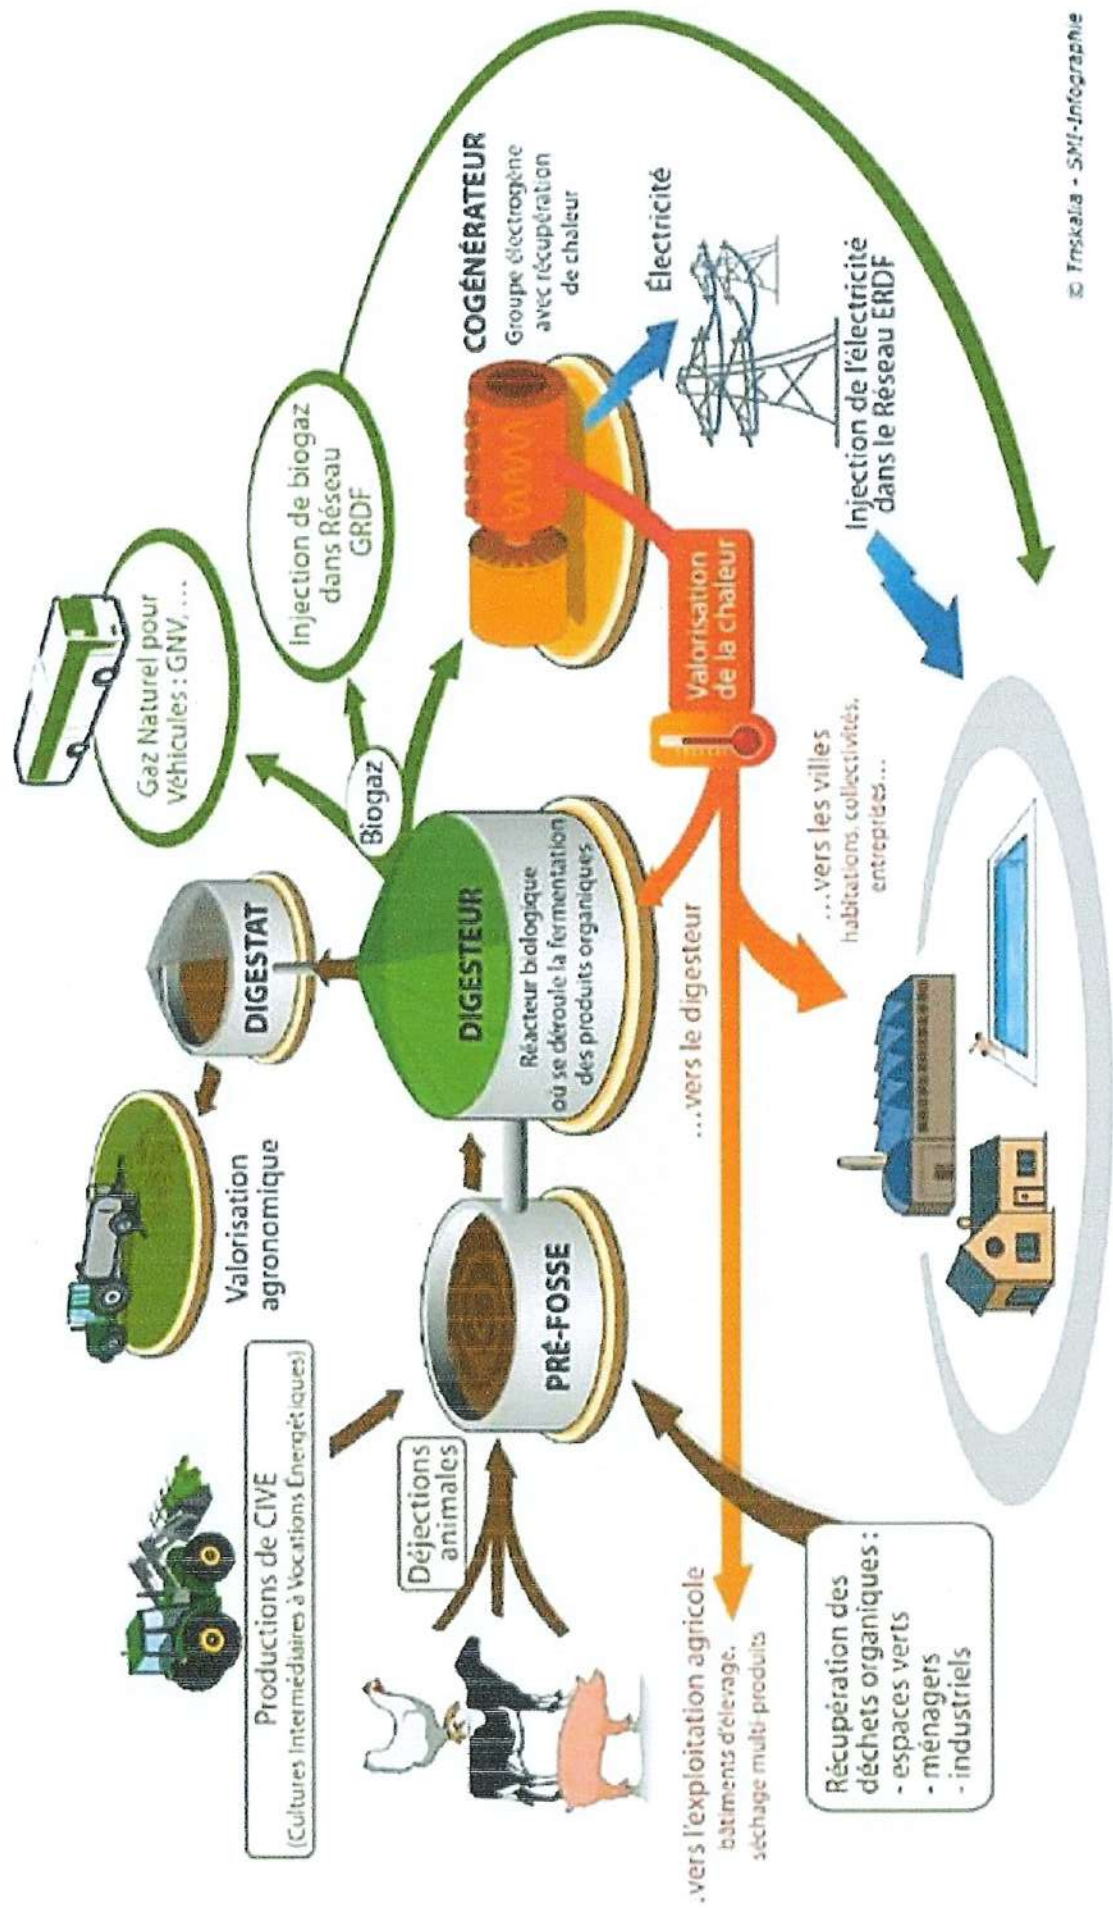 Productions de CIVE
(Cultures Intermédiaires à Vocations Énergétiques)
Déjections
animales
Récupération des
déchets organiques :
- espaces verts
- ménagers
- industriels
PRÉ-FOSSE
Valorisation
agronomique
DIGESTAT
DIGESTEUR
Réacteur biologique
où se déroule la fermentation
des produits organiques
Biogaz
Gaz Naturel pour
Véhicules : GNV,...
Injection de biogaz
dans Réseau
GRDF
COGÉNÉRATEUR
Groupe électrogène
avec récupération
de chaleur
Électricité
Injection de l'électricité
dans le Réseau ERDF
Valorisation
de la chaleur
...vers le digesteur
...vers les villes
habitations, collectivités,
entreprises...
..vers l'exploitation agricole
bâtiments d'élevage,
séchage multi-produits
© Triskalia - SMI-Infographie